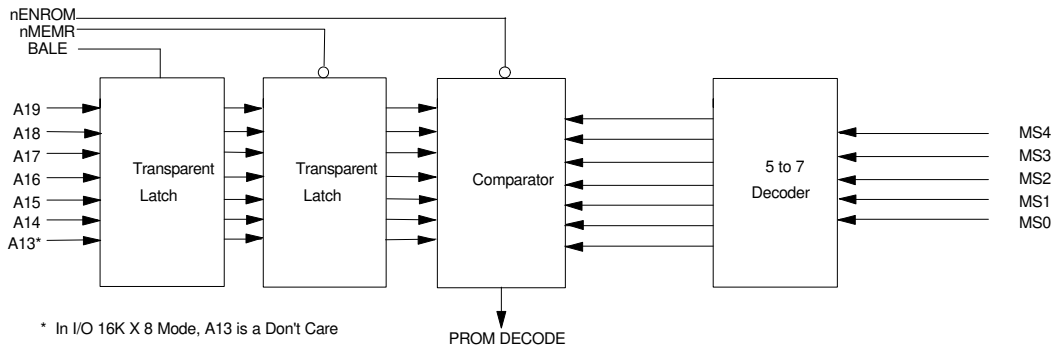 nENROM
nMEMR
BALE
A19
A18
A17
A16
A15
A14
A13*
Transparent
Latch
Transparent
Latch
Comparator
5 to 7
Decoder
MS4
MS3
MS2
MS1
MS0
* In I/O 16K X 8 Mode, A13 is a Don't Care
PROM DECODE